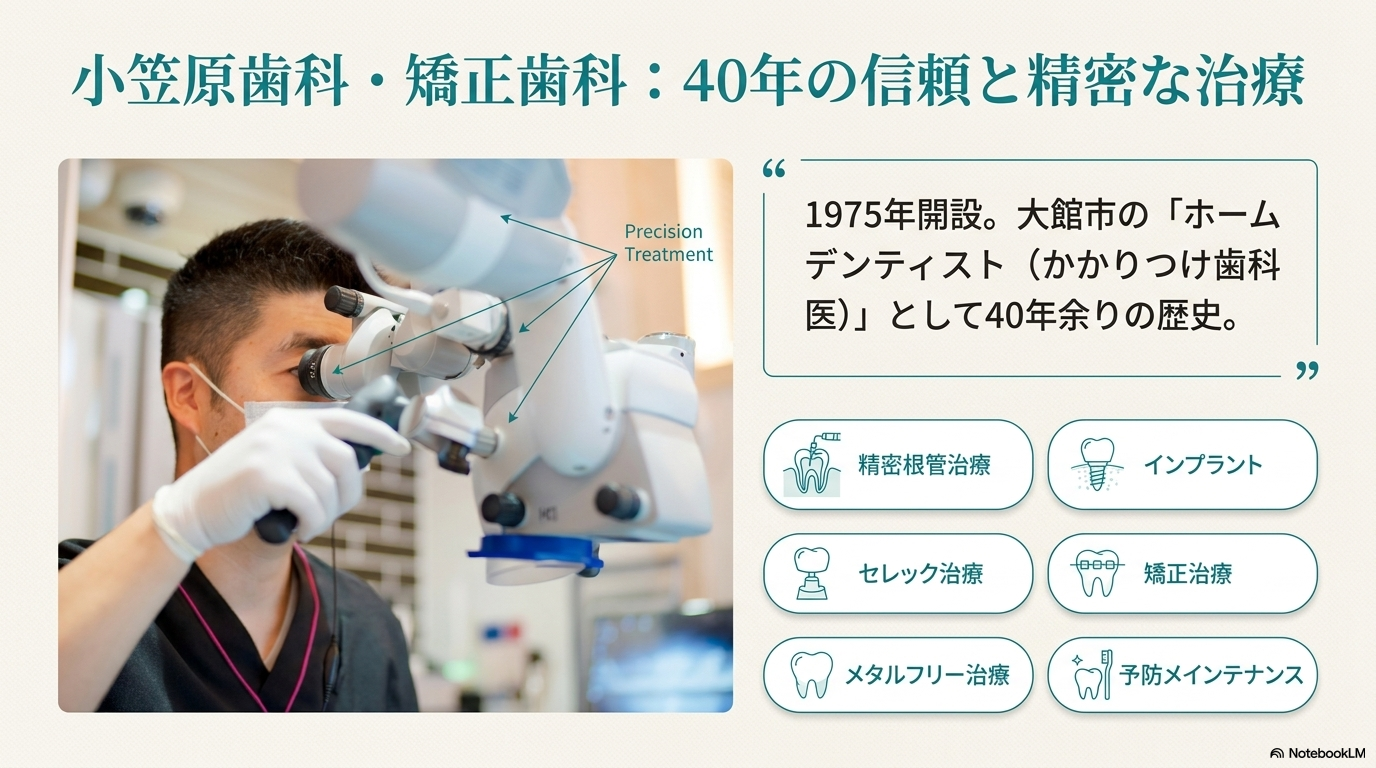 小笠原歯科・矯正歯科：40年の信頼と精密な治療
Precision
Treatment
“
1975年開設。大館市の「ホーム
デンティスト（かかりつけ歯科
医）」として40年余りの歴史。
”
精密根管治療
インプラント
セレック治療
矯正治療
メタルフリー治療
予防メインテナンス
NotebookLM